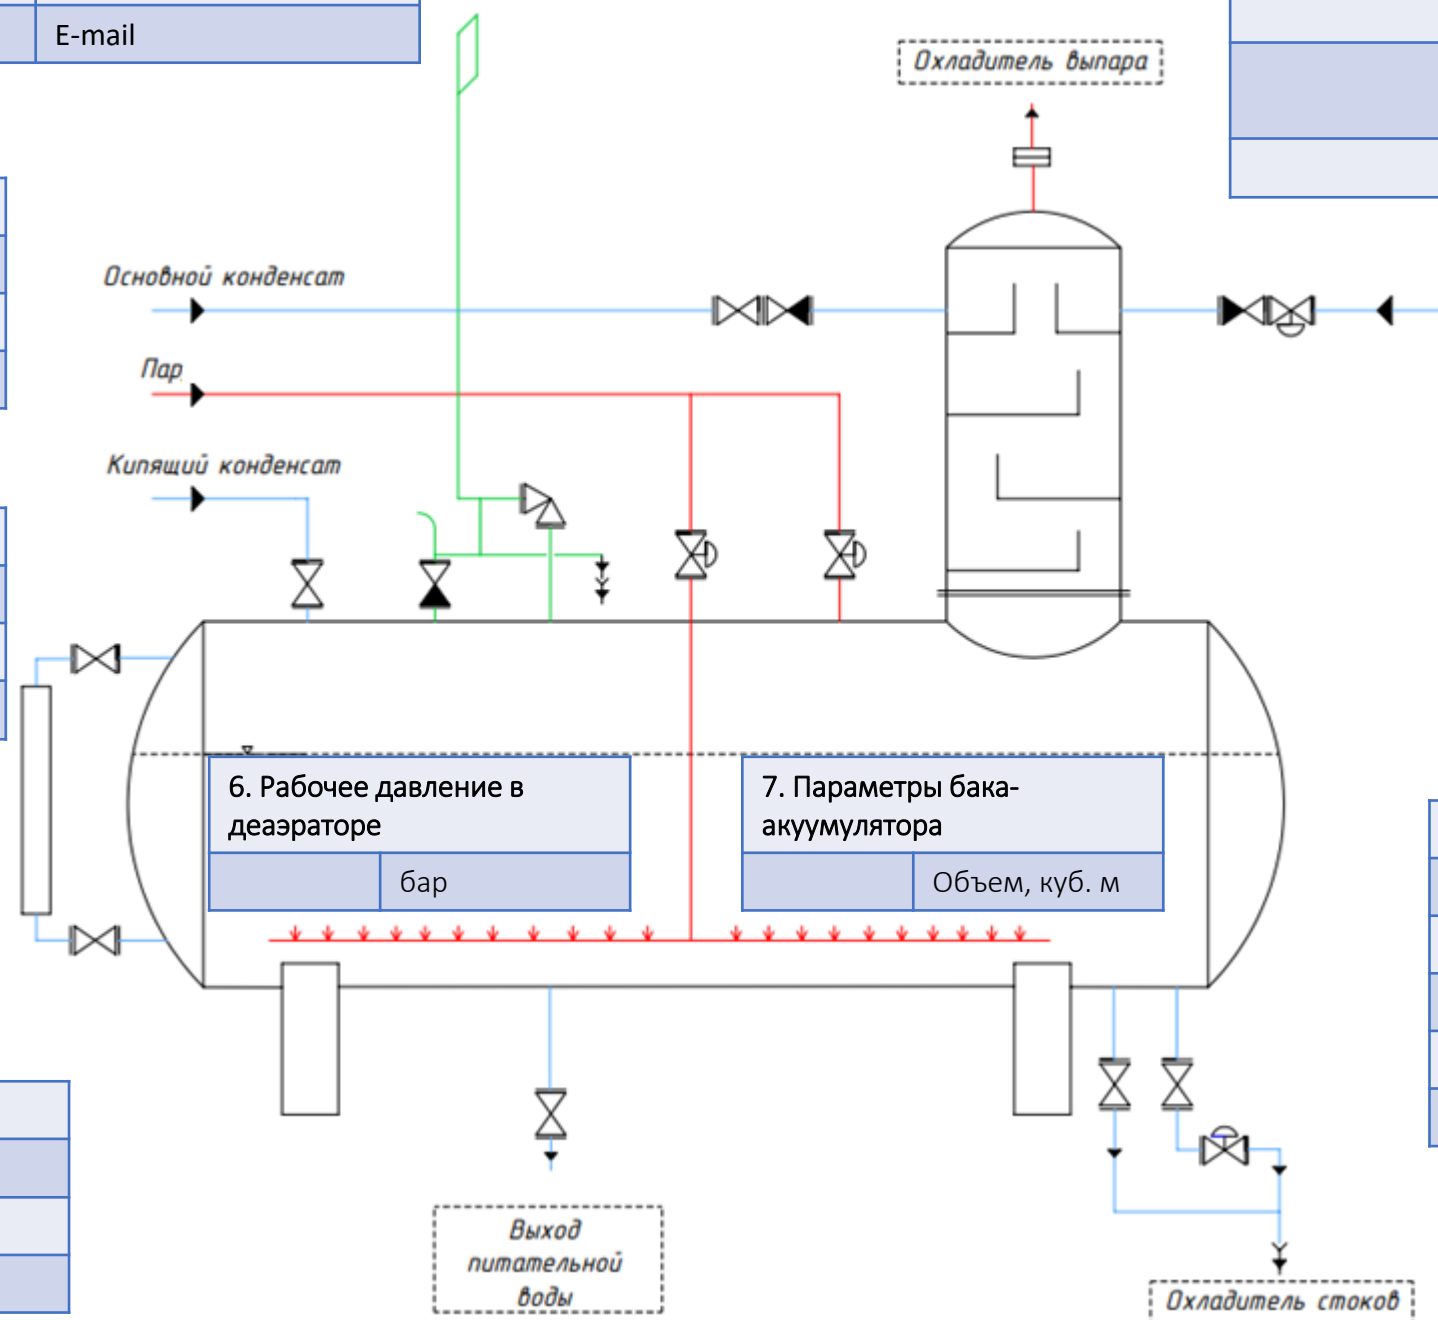 E-mail
Охладитель выпара
Основной конденсат
Пар
Кипящий конденсат
6. Рабочее давление в
деаэраторе
бар
7. Параметры бака-
акуумулятора
Объем, куб. м
Выход
питательной
воды
Охладитель стоков